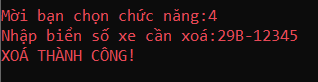 Mời bạn chọn chức năng:4
Nhập biển số xe cần xoá:29B-12345
XOÁ THÀNH CÔNG!